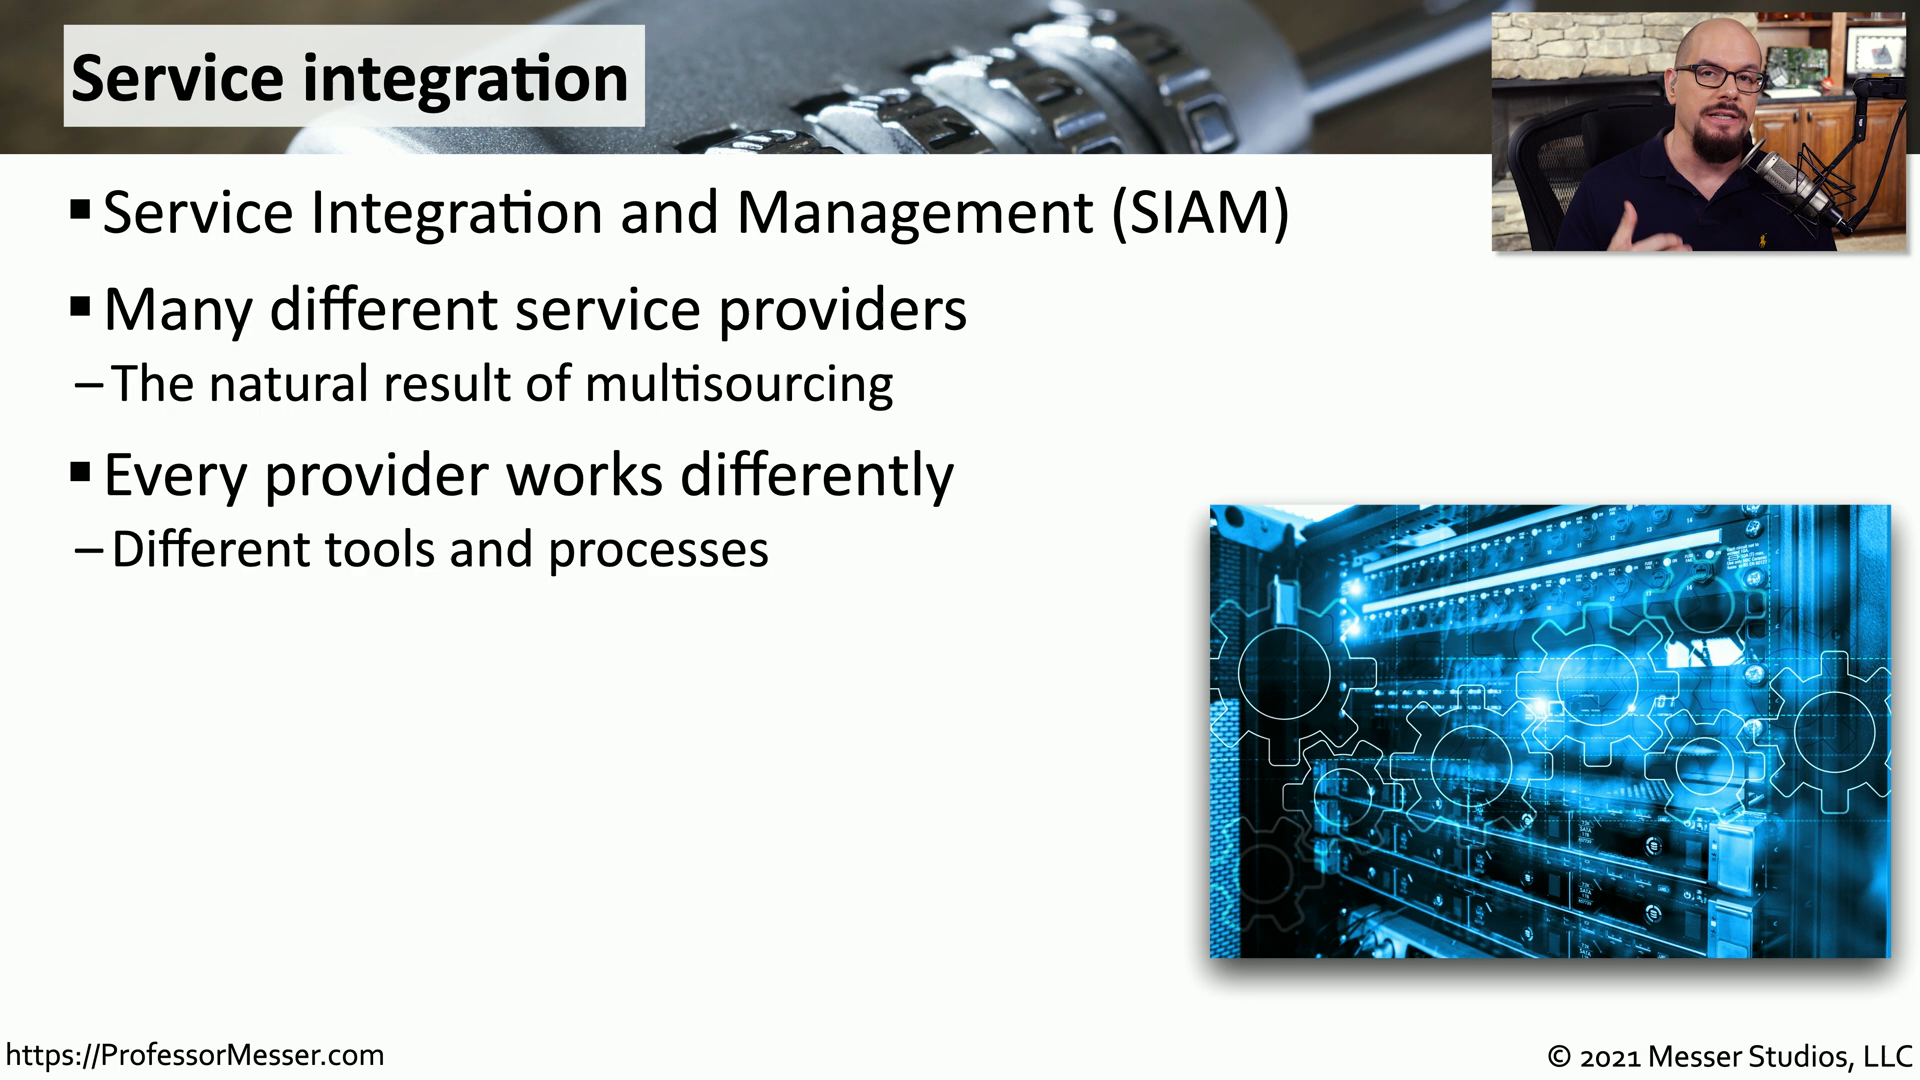 Service integration
▪ Service Integration and Management (SIAM)
▪ Many different service providers
– The natural result of multisourcing
▪ Every provider works differently
– Different tools and processes
https://ProfessorMesser.com
© 2021 Messer Studios, LLC